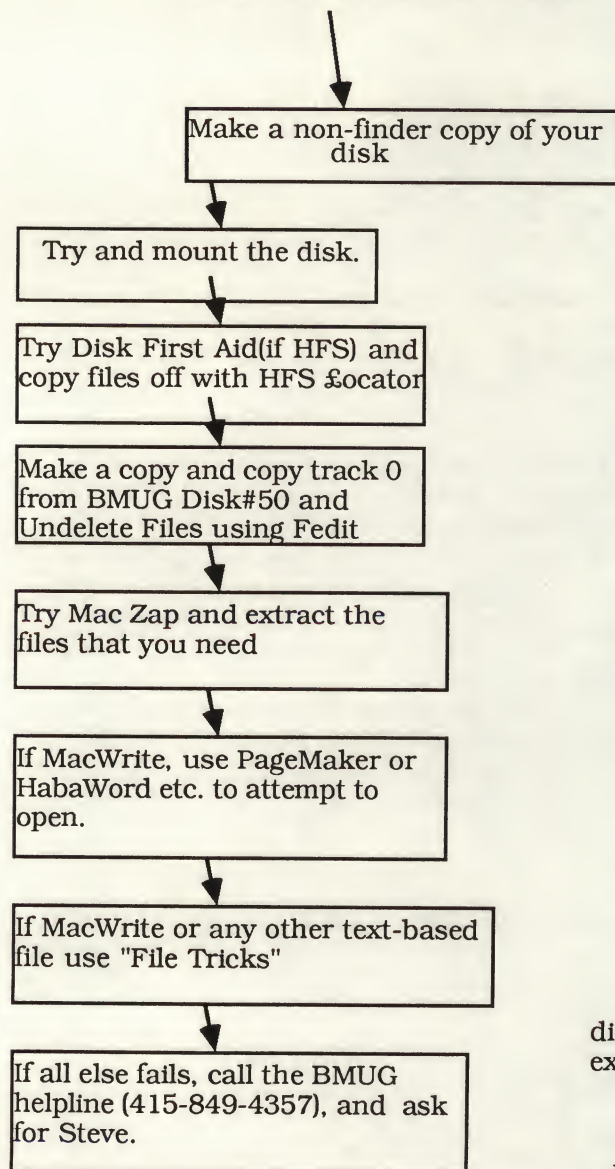 Make a non-finder copy of your
disk
Try and mount the disk.
Try Disk First Aid(if HFS) and
copy files off with HFS £ocator
Make a copy and copy track 0
from BMUG Disk#50 and
Undelete Files using Fedit
Try Mac Zap and extract the
files that you need
If MacWrite, use PageMaker or
HabaWord etc. to attempt to
open.
If MacWrite or any other text-based
file use "File Tricks"
If all else fails, call the BMUG
helpline (415-849-4357), and ask
for Steve.
di
ex